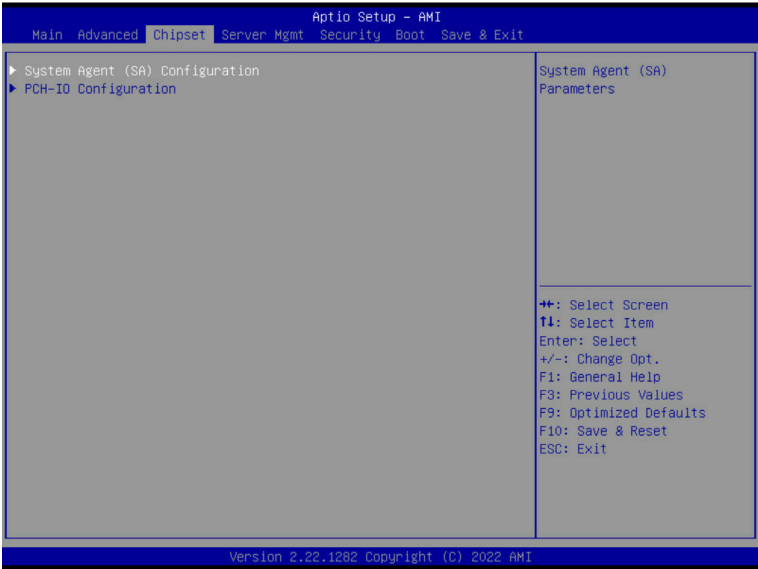 Aptio Setup – AMI
Main Advanced Chipset Server Mgmt Security Boot Save & Exit
▶ System Agent (SA) Configuration
▶ PCH-IO Configuration
System Agent (SA)
Parameters
→←: Select Screen
↑↓: Select Item
Enter: Select
+/-: Change Opt.
F1: General Help
F3: Previous Values
F9: Optimized Defaults
F10: Save & Reset
ESC: Exit
Version 2.22.1282 Copyright (C) 2022 AMI